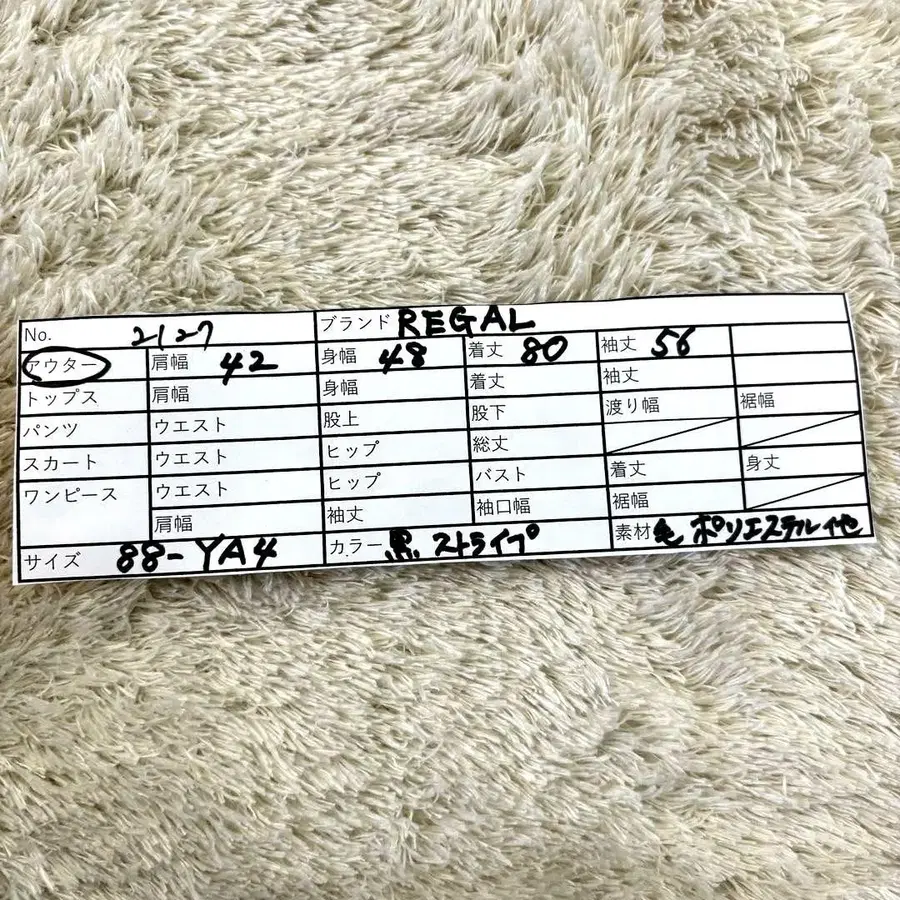 No. 2127 ブランド REGAL
アウター 肩幅 42 身幅 48 着丈 80 袖丈 56
トップス 肩幅 身幅 着丈 袖丈
パンツ ウエスト 股上 股下 渡り幅 裾幅
スカート ウエスト ヒップ 総丈
ワンピース ウエスト ヒップ バスト 着丈 身丈
肩幅 袖丈 袖口幅 裾幅
サイズ 88-YA4 カラー 黒 ストライプ 素材 毛 ポリエステル 他